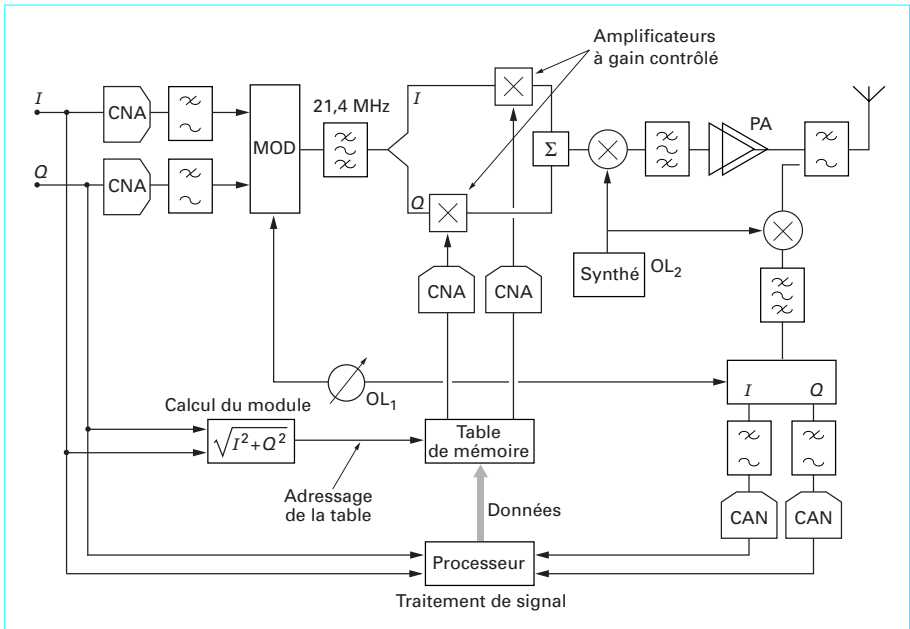 Amplificateurs
à gain contrôlé
I
CNA
21,4 MHz
I
MOD
PA
Σ
Q
CNA
Q
Synthé
OL2
CNA
CNA
OL1
I
Q
Calcul du module
√I²+Q²
Table
de mémoire
Adressage
de la table
Données
CAN
CAN
Processeur
Traitement de signal